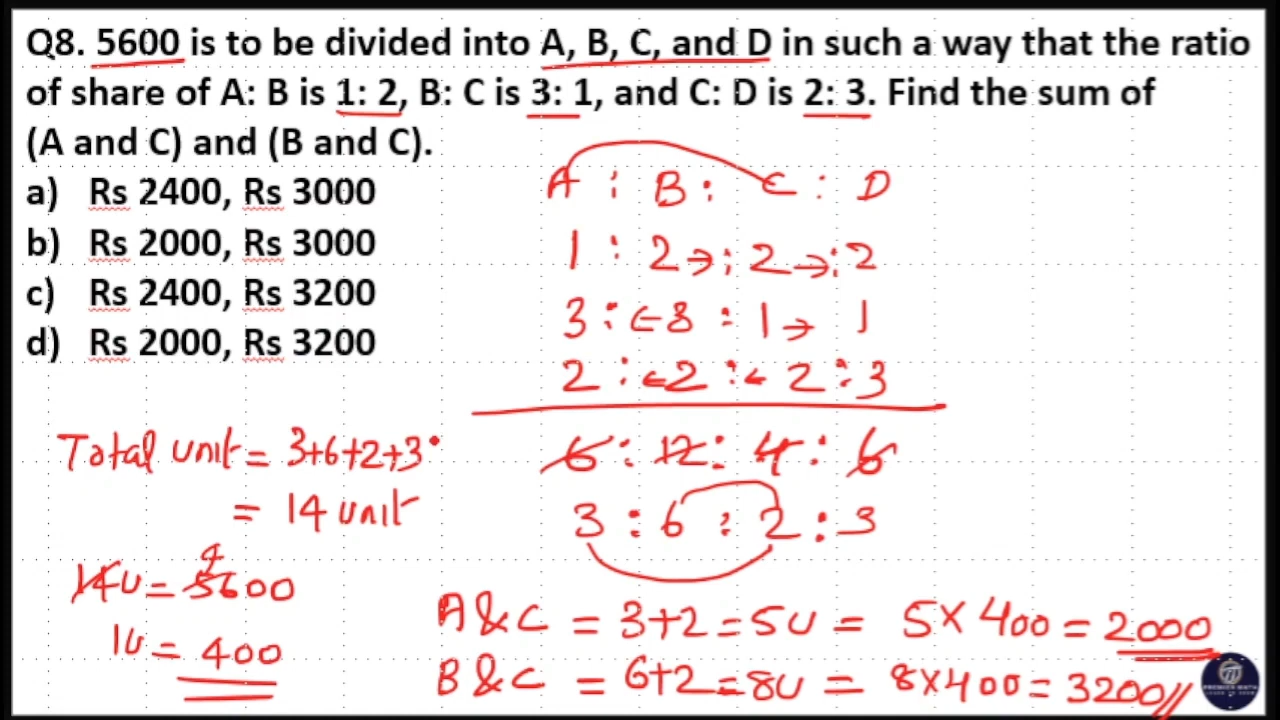 Q8. 5600 is to be divided into A, B, C, and D in such a way that the ratio
of share of A: B is 1: 2, B: C is 3: 1, and C: D is 2: 3. Find the sum of
(A and C) and (B and C).
a) Rs 2400, Rs 3000
b) Rs 2000, Rs 3000
c) Rs 2400, Rs 3200
d) Rs 2000, Rs 3200
A : B : C : D
1 : 2 → : 2 → : 2
3 : ← 3 : 1 → 1
2 : ← 2 : ← 2 : 3
6 : 12 : 4 : 6
3 : 6 : 2 : 3
Total unit = 3+6+2+3
= 14 unit
14u = 5600
4
1u = 400
A & C = 3+2 = 5U = 5 × 400 = 2000
B & C = 6+2 = 8U = 8 × 400 = 3200//
PREMIER MATH